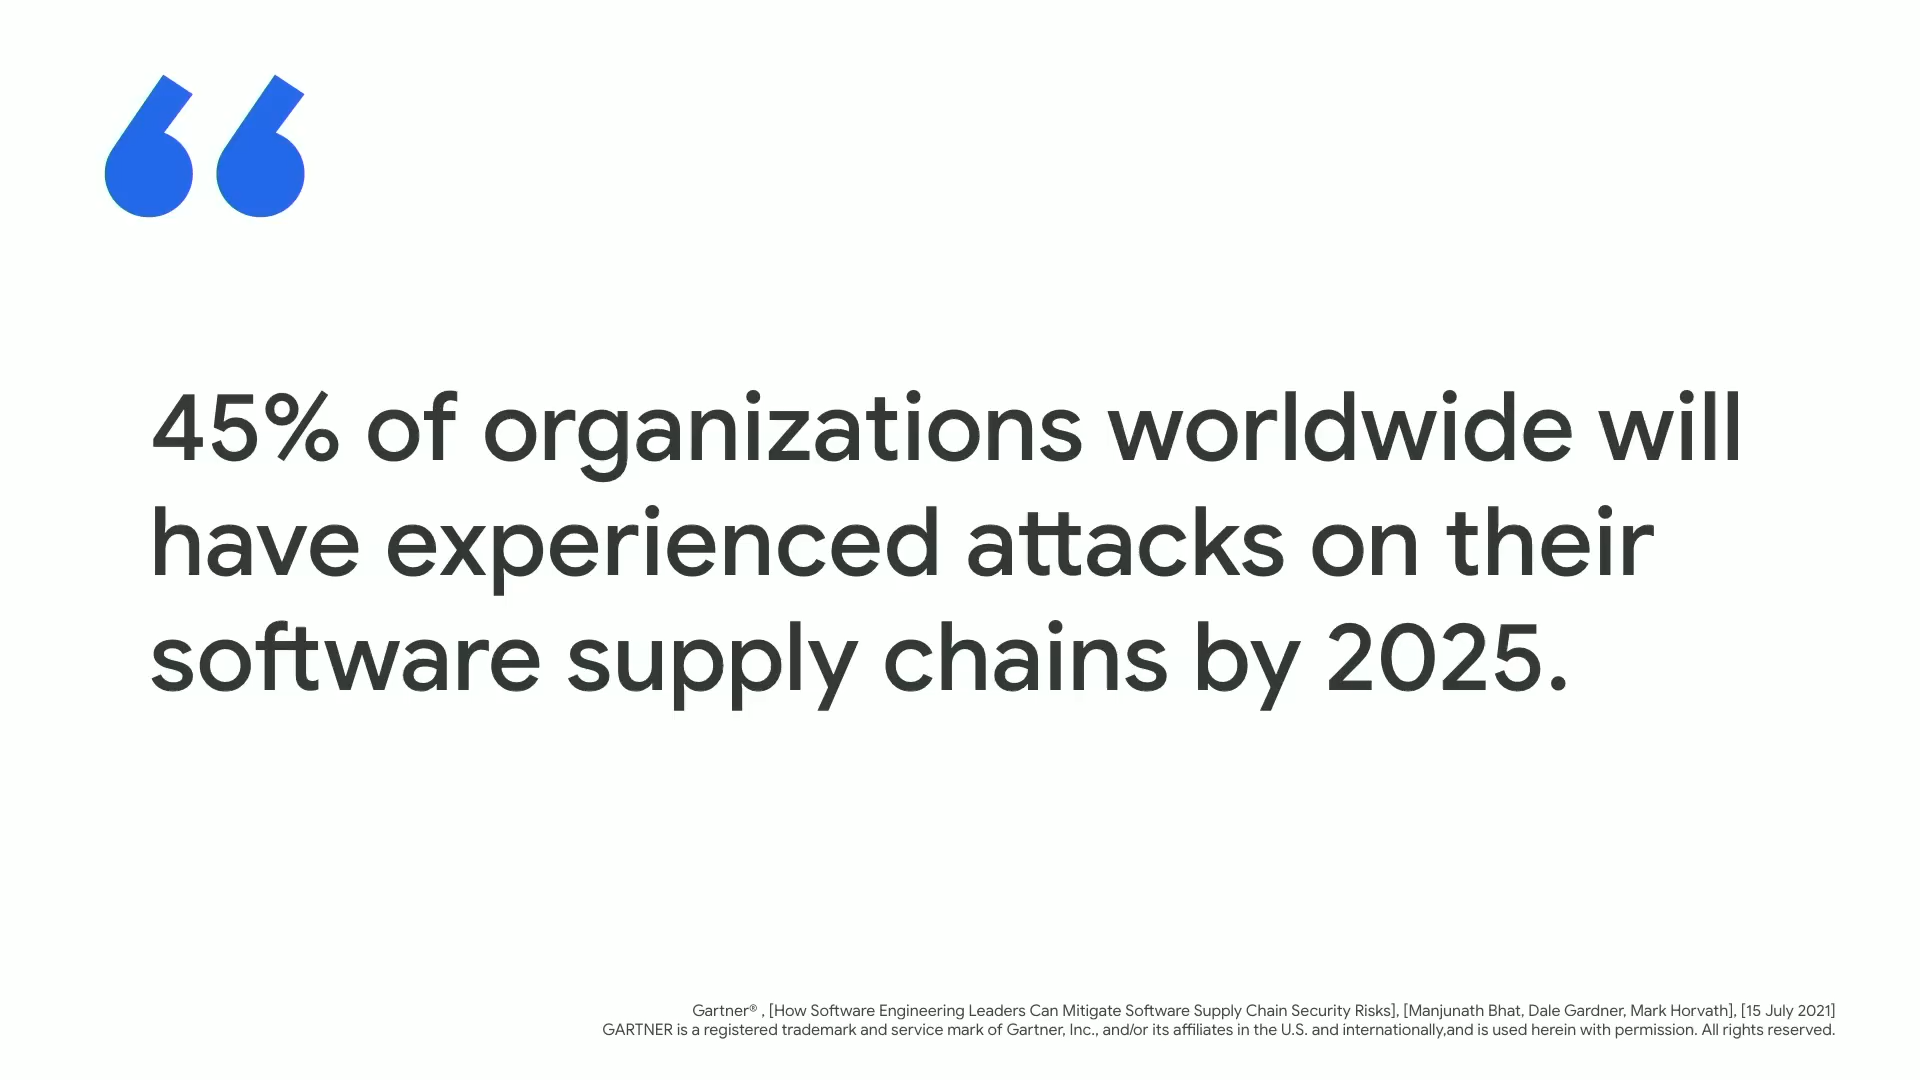 “
45% of organizations worldwide will
have experienced attacks on their
software supply chains by 2025.
Gartner® , [How Software Engineering Leaders Can Mitigate Software Supply Chain Security Risks], [Manjunath Bhat, Dale Gardner, Mark Horvath], [15 July 2021]
GARTNER is a registered trademark and service mark of Gartner, Inc., and/or its affiliates in the U.S. and internationally,and is used herein with permission. All rights reserved.